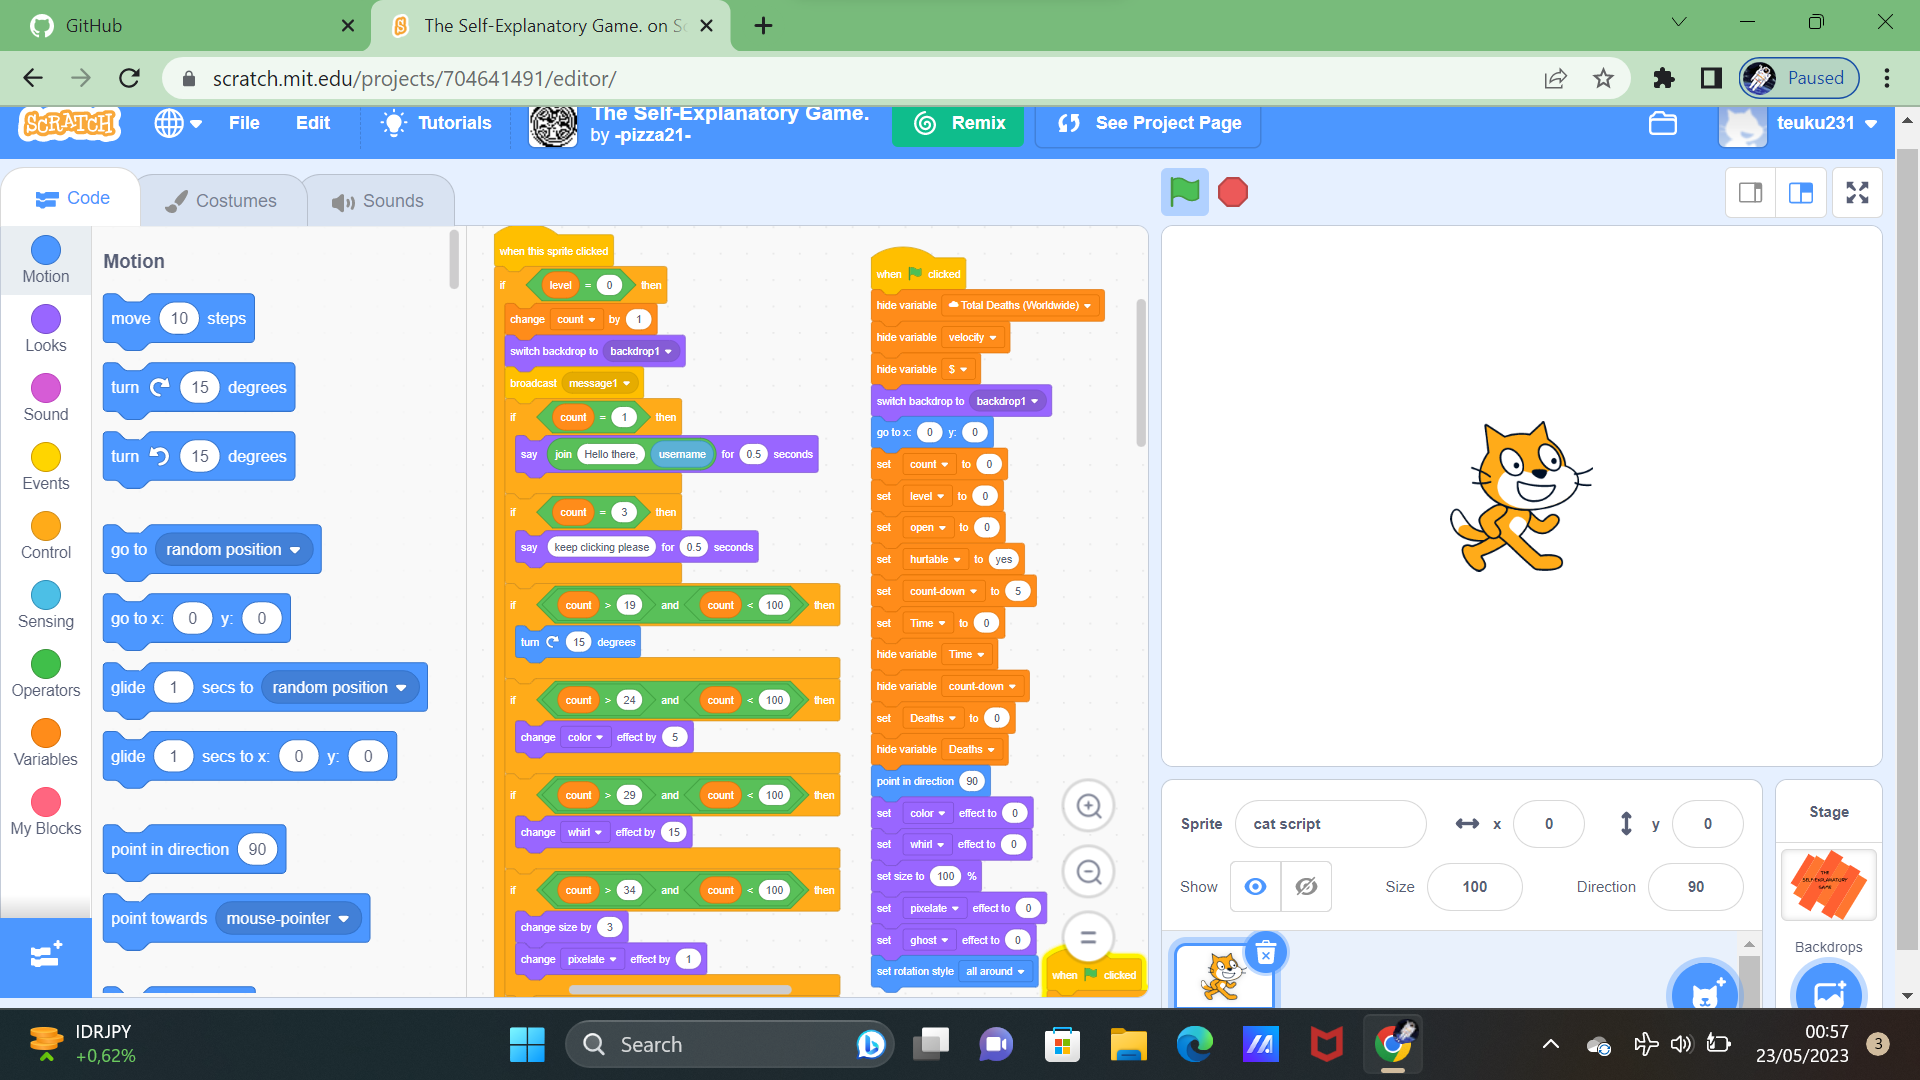 GitHub
The Self-Explanatory Game. on Sc
scratch.mit.edu/projects/704641491/editor/
Paused
SCRATCH
File
Edit
Tutorials
The Self-Explanatory Game.
by -pizza21-
Remix
See Project Page
teuku231
Code
Costumes
Sounds
Motion
Looks
Sound
Events
Control
Sensing
Operators
Variables
My Blocks
Motion
move 10 steps
turn 15 degrees
turn 15 degrees
go to random position
go to x: 0 y: 0
glide 1 secs to random position
glide 1 secs to x: 0 y: 0
point in direction 90
point towards mouse-pointer
when this sprite clicked
if level = 0 then
change count by 1
switch backdrop to backdrop1
broadcast message1
if count = 1 then
say join Hello there, username for 0.5 seconds
if count = 3 then
say keep clicking please for 0.5 seconds
if count > 19 and count < 100 then
turn 15 degrees
if count > 24 and count < 100 then
change color effect by 5
if count > 29 and count < 100 then
change whirl effect by 15
if count > 34 and count < 100 then
change size by 3
change pixelate effect by 1
when clicked
hide variable Total Deaths (Worldwide)
hide variable velocity
hide variable $
switch backdrop to backdrop1
go to x: 0 y: 0
set count to 0
set level to 0
set open to 0
set hurtable to yes
set count-down to 5
set Time to 0
hide variable Time
hide variable count-down
set Deaths to 0
hide variable Deaths
point in direction 90
set color effect to 0
set whirl effect to 0
set size to 100 %
set pixelate effect to 0
set ghost effect to 0
set rotation style all around
when clicked
Sprite cat script x 0 y 0
Show Size 100 Direction 90
Stage
THE
SELF-EXPLANATORY
GAME
Backdrops
IDRJPY
+0,62%
Search
00:57
23/05/2023
3